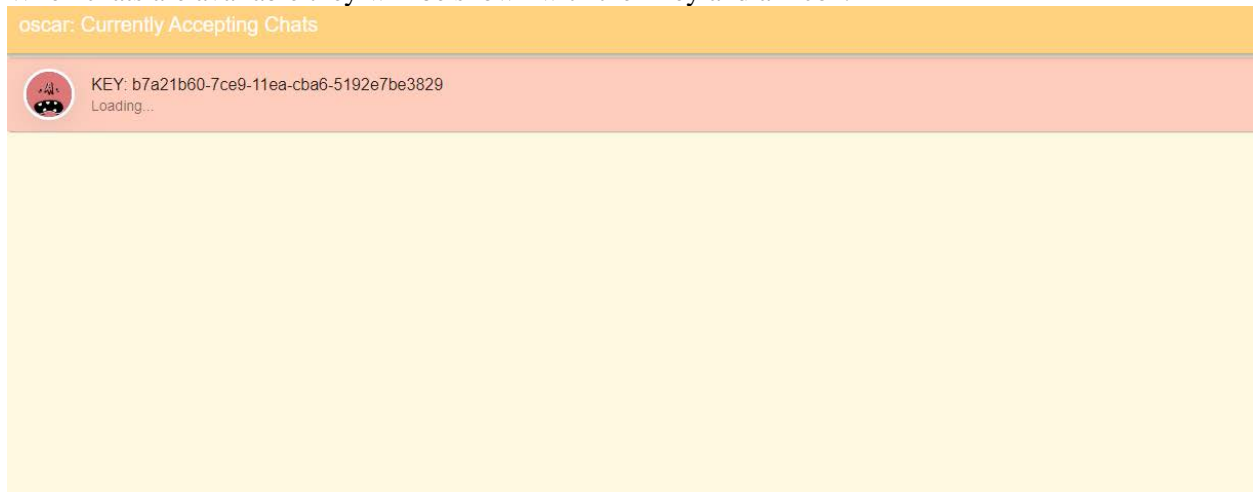 oscar: Currently Accepting Chats
KEY: b7a21b60-7ce9-11ea-cba6-5192e7be3829
Loading...